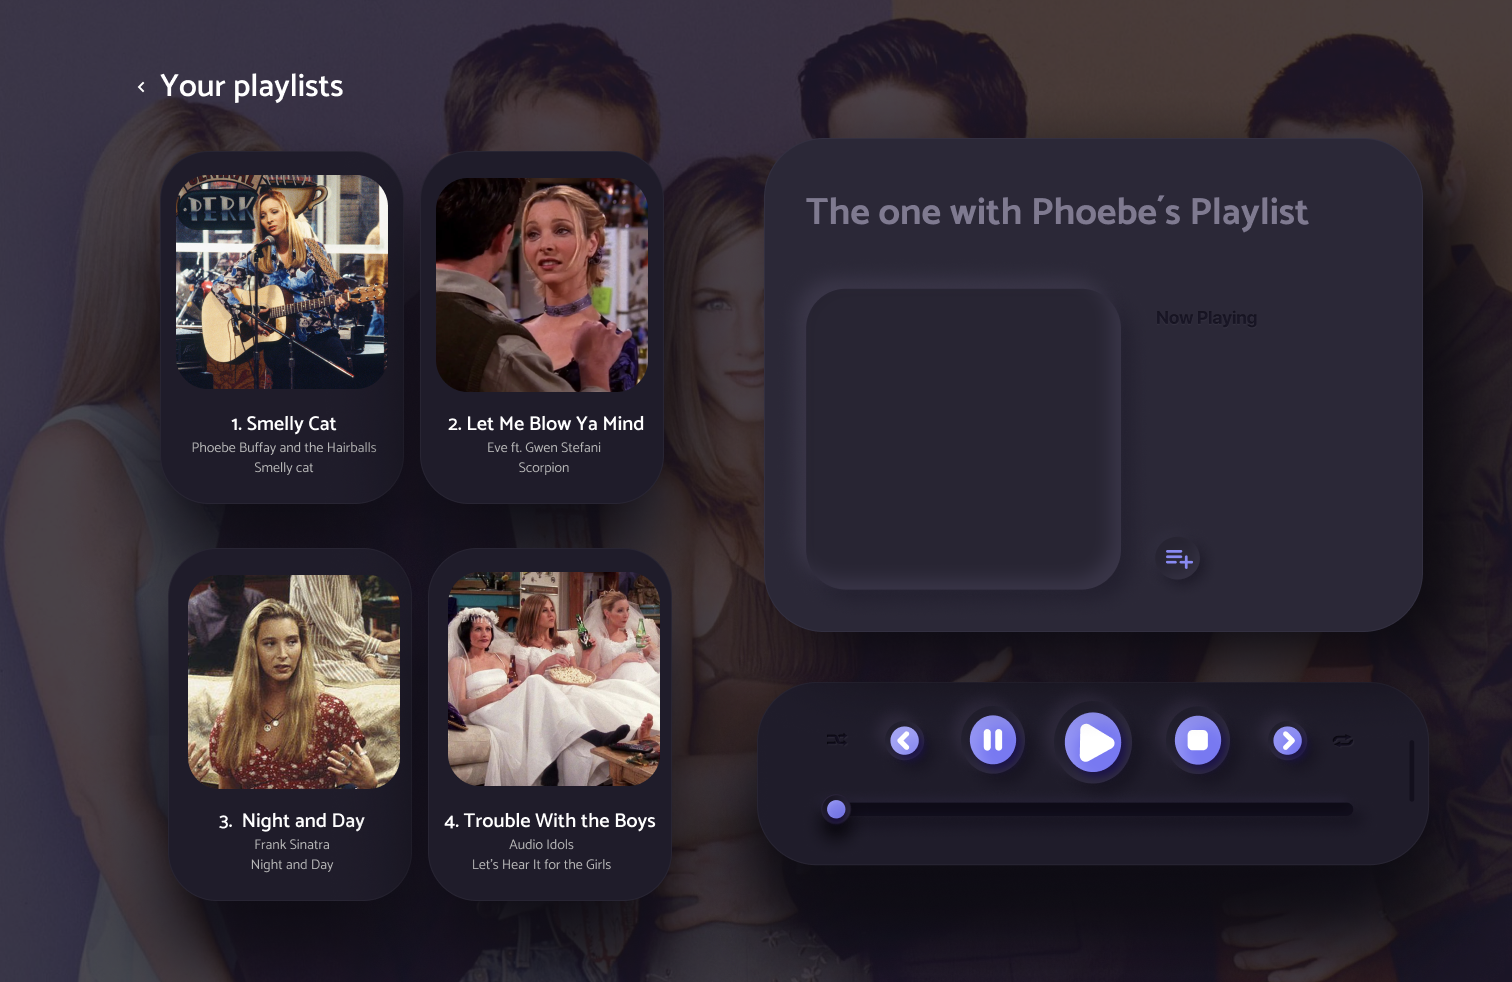 Your playlists
PERK
1. Smelly Cat
Phoebe Buffay and the Hairballs
Smelly cat
2. Let Me Blow Ya Mind
Eve ft. Gwen Stefani
Scorpion
3. Night and Day
Frank Sinatra
Night and Day
4. Trouble With the Boys
Audio Idols
Let's Hear It for the Girls
The one with Phoebe´s Playlist
Now Playing